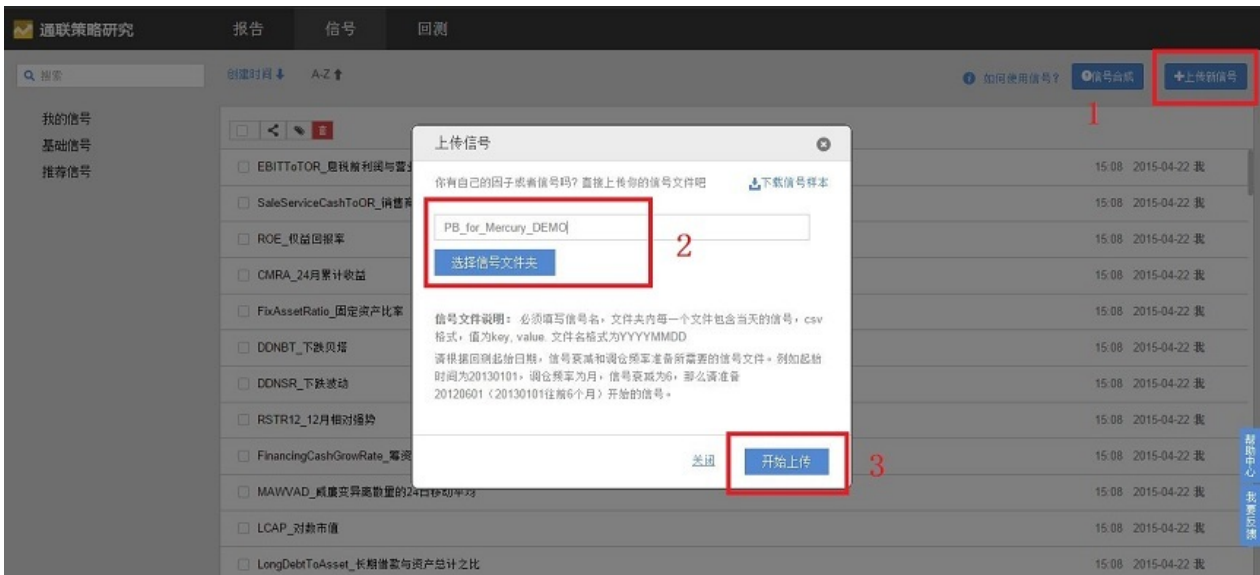 通联策略研究 报告 信号 回测
搜索 创建时间 A-Z 如何使用信号? 信号合成 +上传新信号
1
我的信号
基础信号
推荐信号
上传信号
你有自己的因子或者信号吗? 直接上传你的信号文件吧 下载信号样本
PB_for_Mercury_DEMO
2
选择信号文件夹
信号文件说明: 必须填写信号名,文件夹内每一个文件包含当天的信号,csv
格式,值为key, value. 文件名格式为YYYYMMDD
请根据回测起始日期,信号衰减和调仓频率准备所需要的信号文件。例如起始
时间为20130101,调仓频率为月,信号衰减为6,那么请准备
20120601(20130101往前6个月)开始的信号。
关闭 开始上传
3
EBITToTOR_息税前利润与营 15:08 2015-04-22 我
SaleServiceCashToOR_销售商 15:08 2015-04-22 我
ROE_权益回报率 15:08 2015-04-22 我
CMRA_24月累计收益 15:08 2015-04-22 我
FixAssetRatio_固定资产比率 15:08 2015-04-22 我
DDNBT_下跌贝塔 15:08 2015-04-22 我
DDNSR_下跌波动 15:08 2015-04-22 我
RSTR12_12月相对强势 15:08 2015-04-22 我
FinancingCashGrowRate_筹资 15:08 2015-04-22 我
MAWVAD_威廉变异离散量的24日移动平均 15:08 2015-04-22 我
LCAP_对数市值 15:08 2015-04-22 我
LongDebtToAsset_长期借款与资产总计之比 15:08 2015-04-22 我
帮助中心
我要反馈